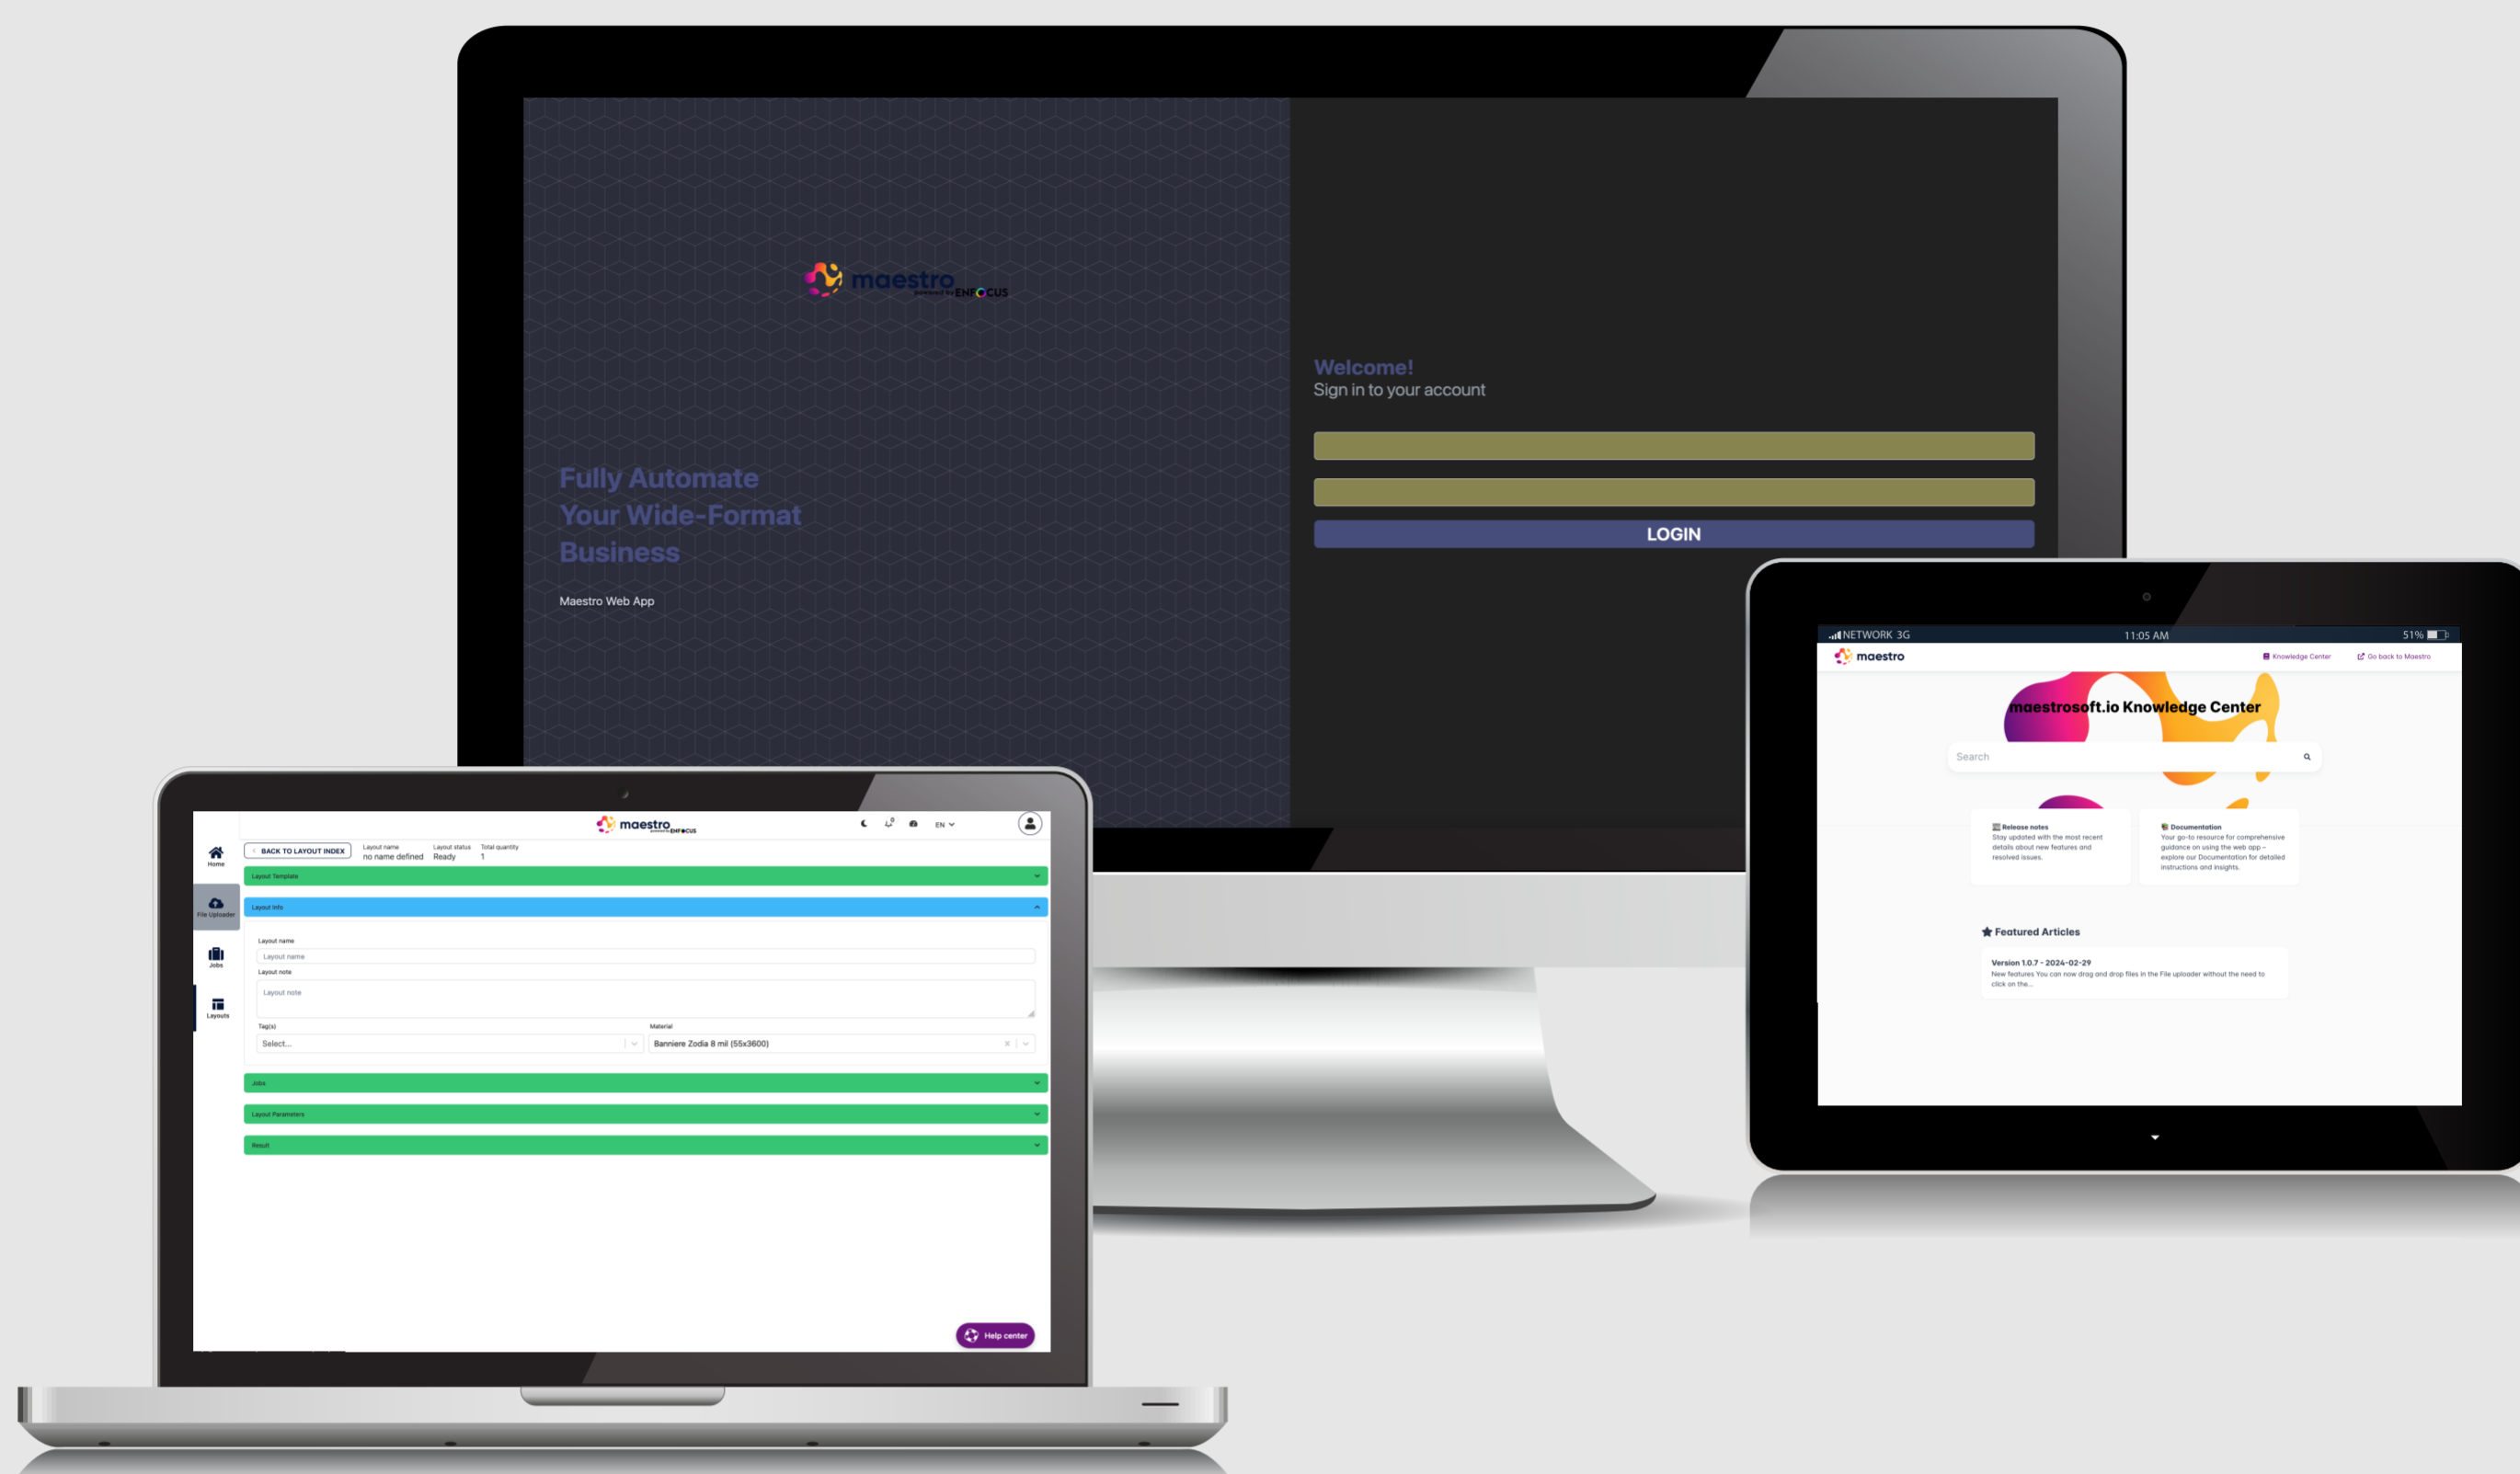 maestro
powered by ENFOCUS
Welcome!
Sign in to your account
LOGIN
Fully Automate
Your Wide-Format
Business
Maestro Web App
NETWORK 3G 11:05 AM 51%
maestro Knowledge Center Go back to Maestro
maestrosoft.io Knowledge Center
Search
Release notes
Stay updated with the most recent
details about new features and
resolved issues.
Documentation
Your go-to resource for comprehensive
guidance on using the web app –
explore our Documentation for detailed
instructions and insights.
Featured Articles
Version 1.0.7 - 2024-02-29
New features You can now drag and drop files in the File uploader without the need to
click on the...
maestro
powered by ENFOCUS
0
EN
Home
File Uploader
Jobs
Layouts
BACK TO LAYOUT INDEX
Layout name Layout status Total quantity
no name defined Ready 1
Layout Template
Layout Info
Layout name
Layout name
Layout note
Layout note
Tag(s) Material
Select... Banniere Zodia 8 mil (55x3600)
Jobs
Layout Parameters
Result
Help center